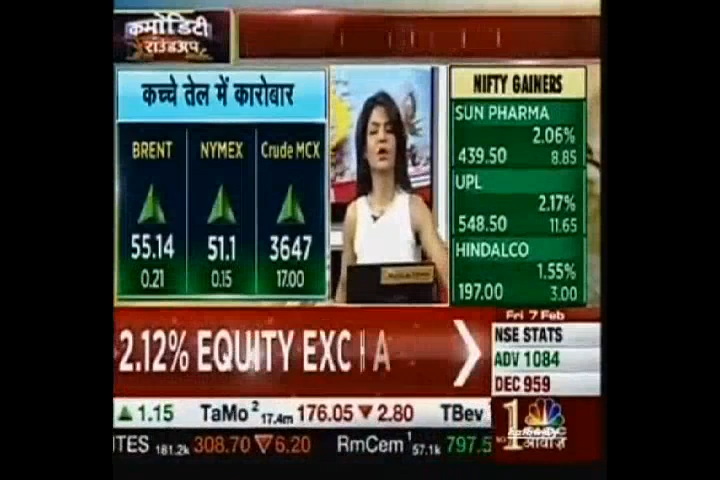 कमोडिटी
राउंडअप
कच्चे तेल में कारोबार
BRENT NYMEX Crude MCX
55.14 51.1 3647
0.21 0.15 17.00
NIFTY GAINERS
SUN PHARMA
2.06%
439.50 8.85
UPL
2.17%
548.50 11.65
HINDALCO
1.55%
197.00 3.00
Fri 7 Feb
2.12% EQUITY EXC
NSE STATS
ADV 1084
DEC 959
▲ 1.15 TaMo² 17.4m 176.05 ▼ 2.80 TBev
UTES 181.2k 308.70 ▽ 6.20 RmCem¹ 57.1k 797.5
आवाज़